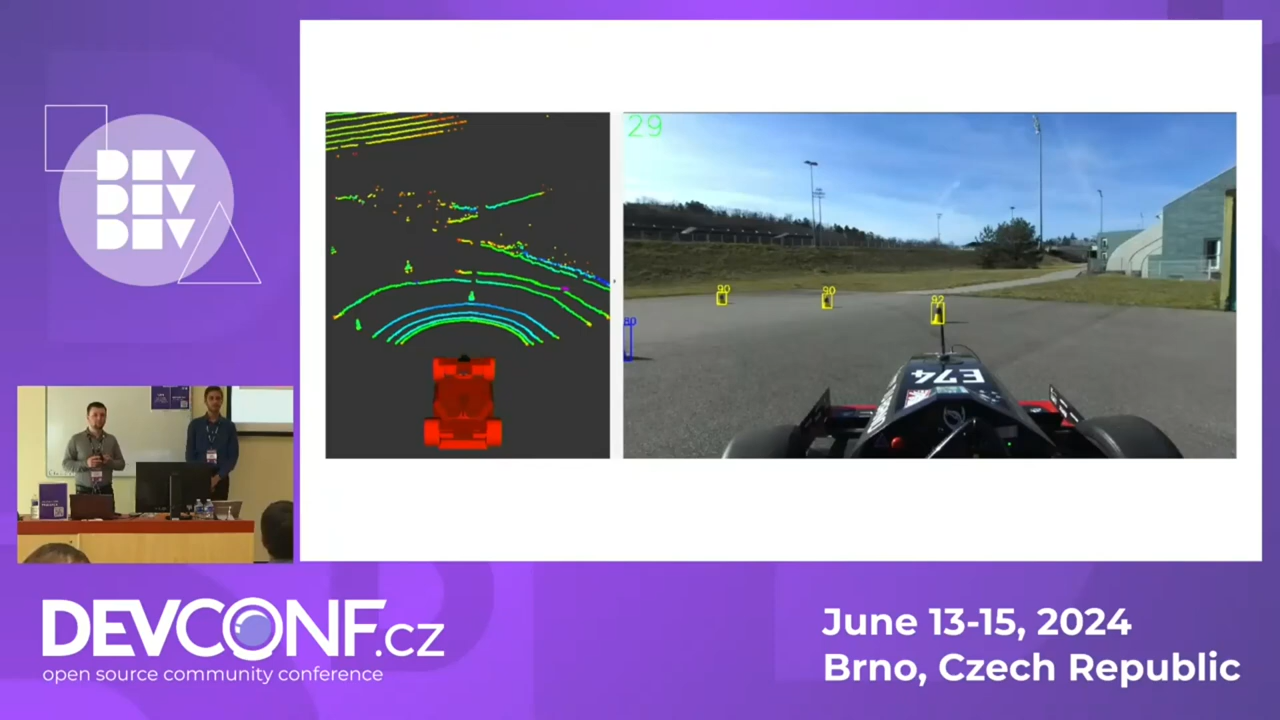 DEV
DEV
DEV
29
90
90
92
80
E74
DEVCONF.cz
open source community conference
June 13-15, 2024
Brno, Czech Republic